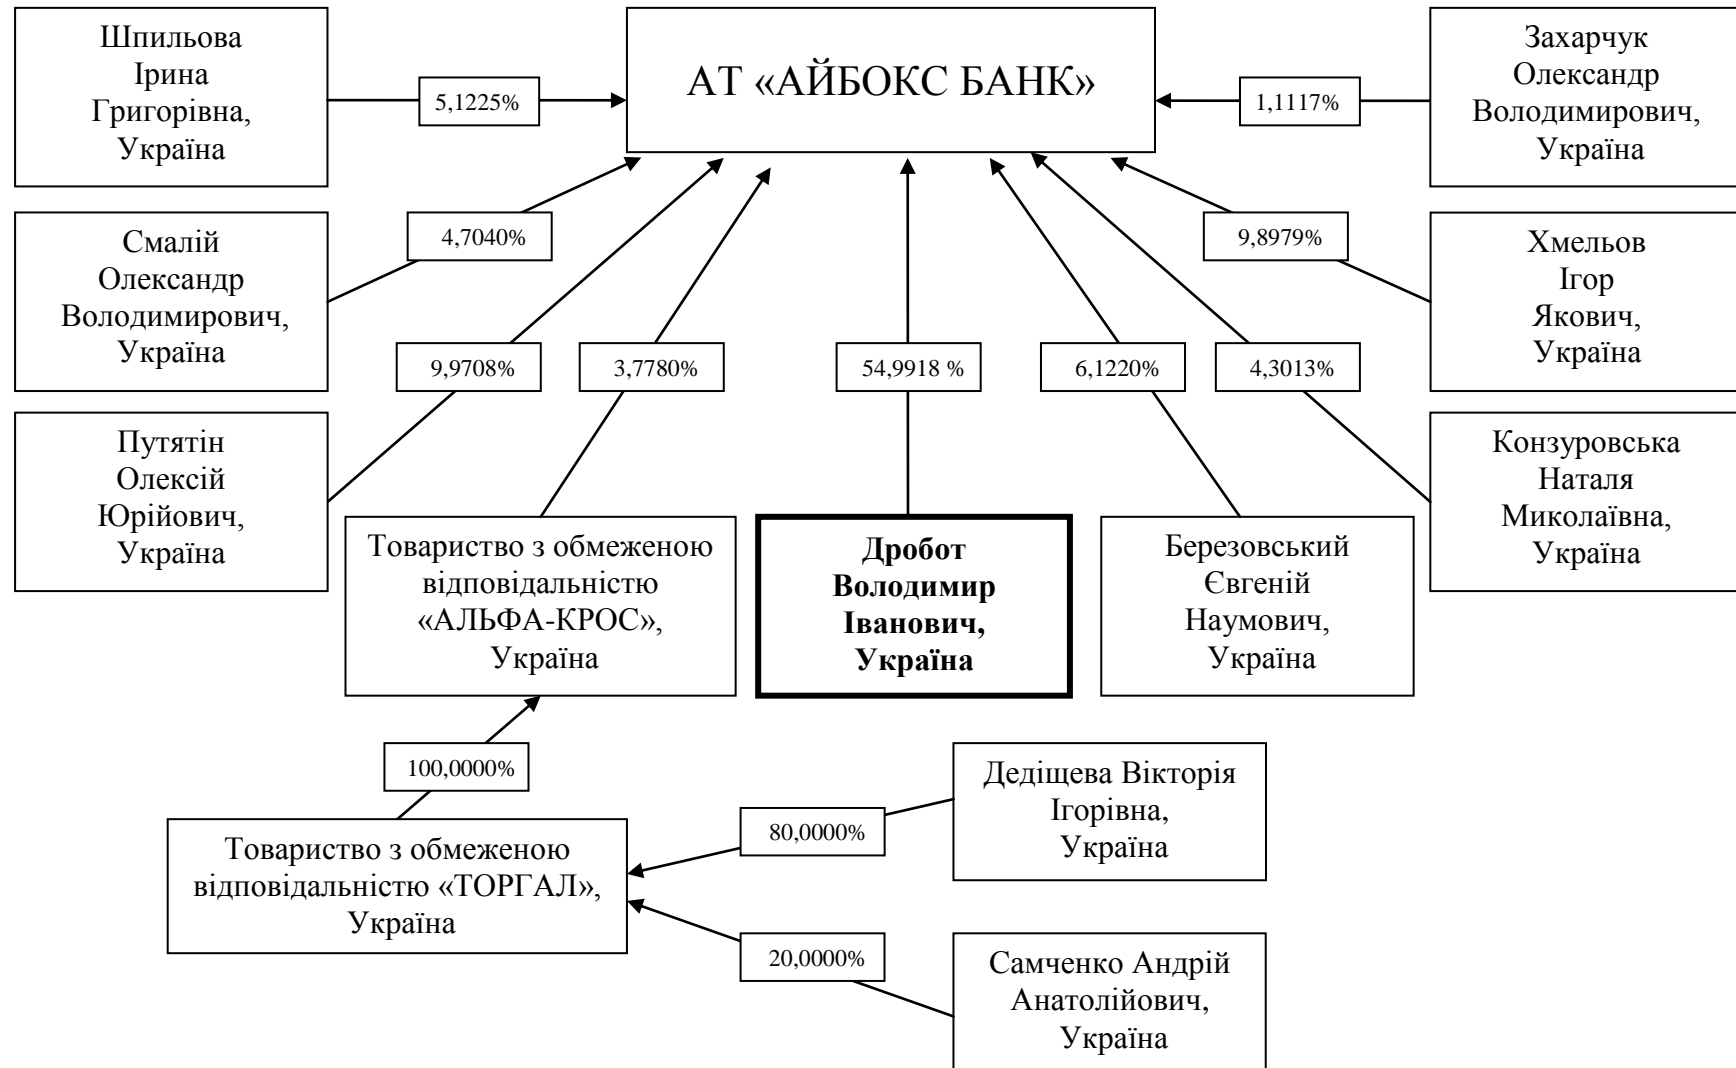 Шпильова
Ірина
Григорівна,
Україна
5,1225%
АТ «АЙБОКС БАНК»
1,1117%
Захарчук
Олександр
Володимирович,
Україна
Смалій
Олександр
Володимирович,
Україна
4,7040%
9,8979%
Хмельов
Ігор
Якович,
Україна
9,9708%
3,7780%
54,9918 %
6,1220%
4,3013%
Путятін
Олексій
Юрійович,
Україна
Конзуровська
Наталя
Миколаївна,
Україна
Товариство з обмеженою
відповідальністю
«АЛЬФА-КРОС»,
Україна
Дробот
Володимир
Іванович,
Україна
Березовський
Євгеній
Наумович,
Україна
100,0000%
Товариство з обмеженою
відповідальністю «ТОРГАЛ»,
Україна
80,0000%
Дедіщева Вікторія
Ігорівна,
Україна
20,0000%
Самченко Андрій
Анатолійович,
Україна